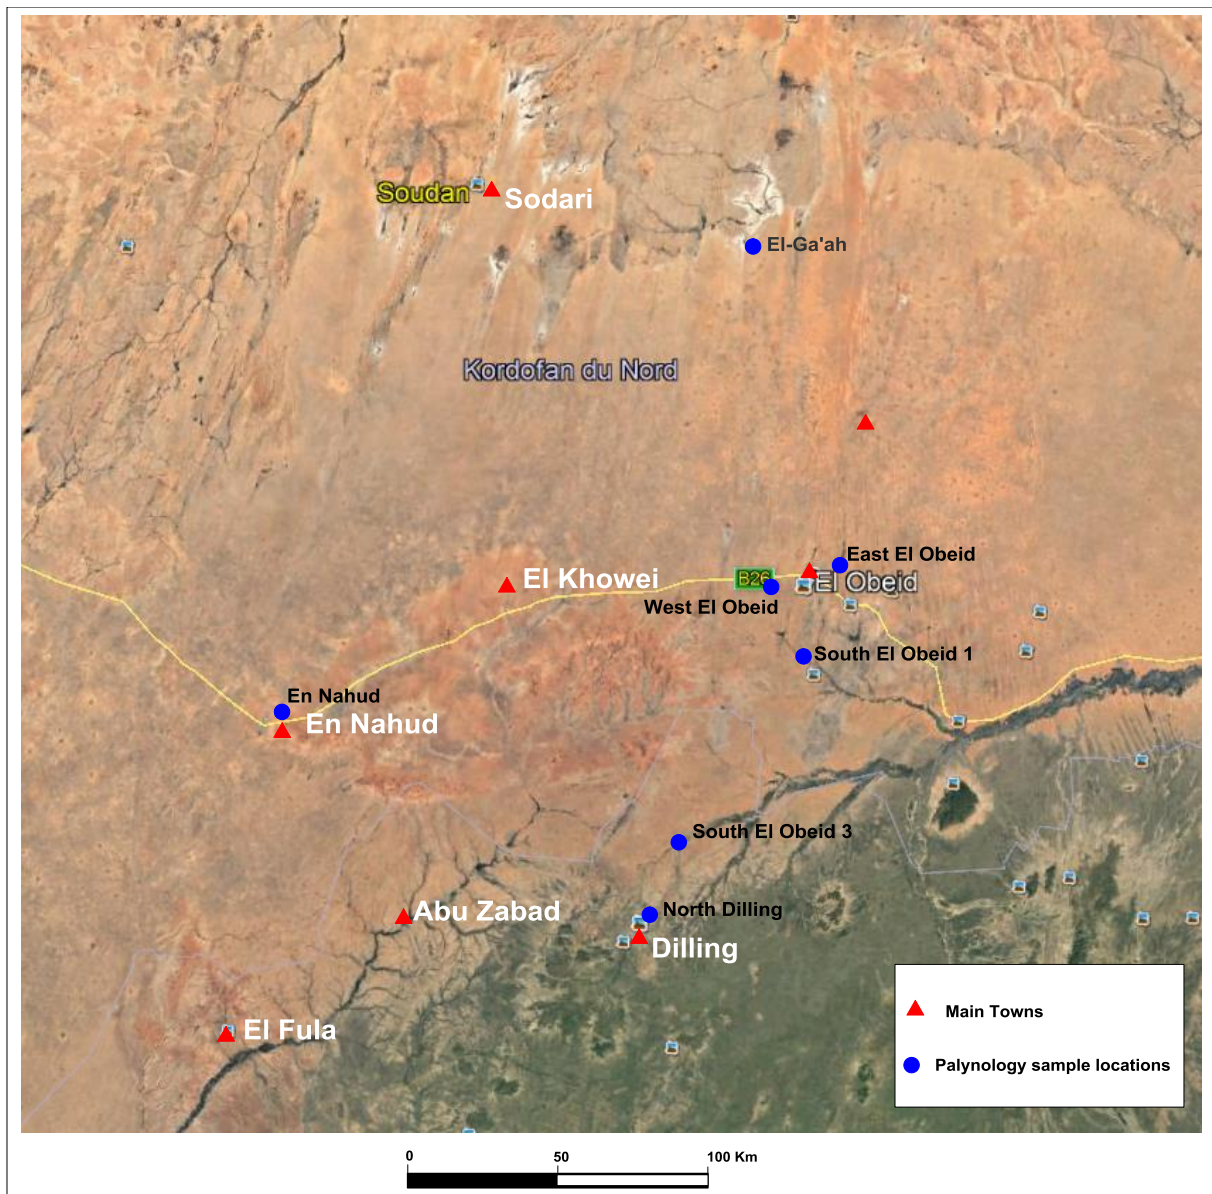 Soudan
Sodari
El-Ga'ah
Kordofan du Nord
East El Obeid
El Khowei
B26
El Obeid
West El Obeid
South El Obeid 1
En Nahud
En Nahud
South El Obeid 3
Abu Zabad
North Dilling
Dilling
Main Towns
El Fula
Palynology sample locations
0
50
100 Km